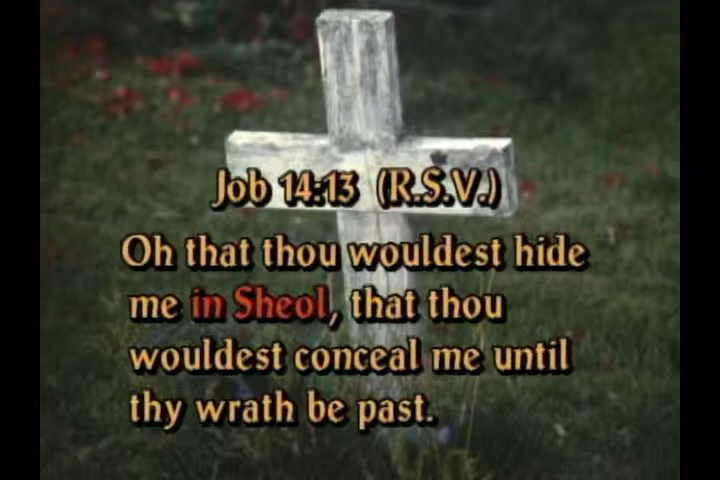 Job 14:13 (R.S.V.)
Oh that thou wouldest hide
me in Sheol, that thou
wouldest conceal me until
thy wrath be past.